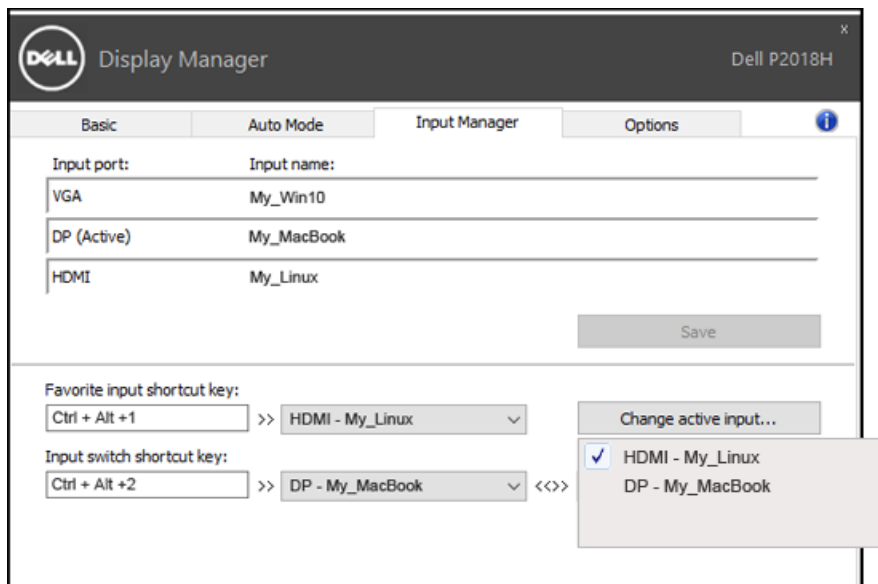 x
DELL Display Manager Dell P2018H
Basic Auto Mode Input Manager Options i
Input port: Input name:
VGA My_Win10
DP (Active) My_MacBook
HDMI My_Linux
Save
Favorite input shortcut key:
Ctrl + Alt +1 >> HDMI - My_Linux Change active input...
Input switch shortcut key: HDMI - My_Linux
Ctrl + Alt +2 >> DP - My_MacBook <<>> DP - My_MacBook